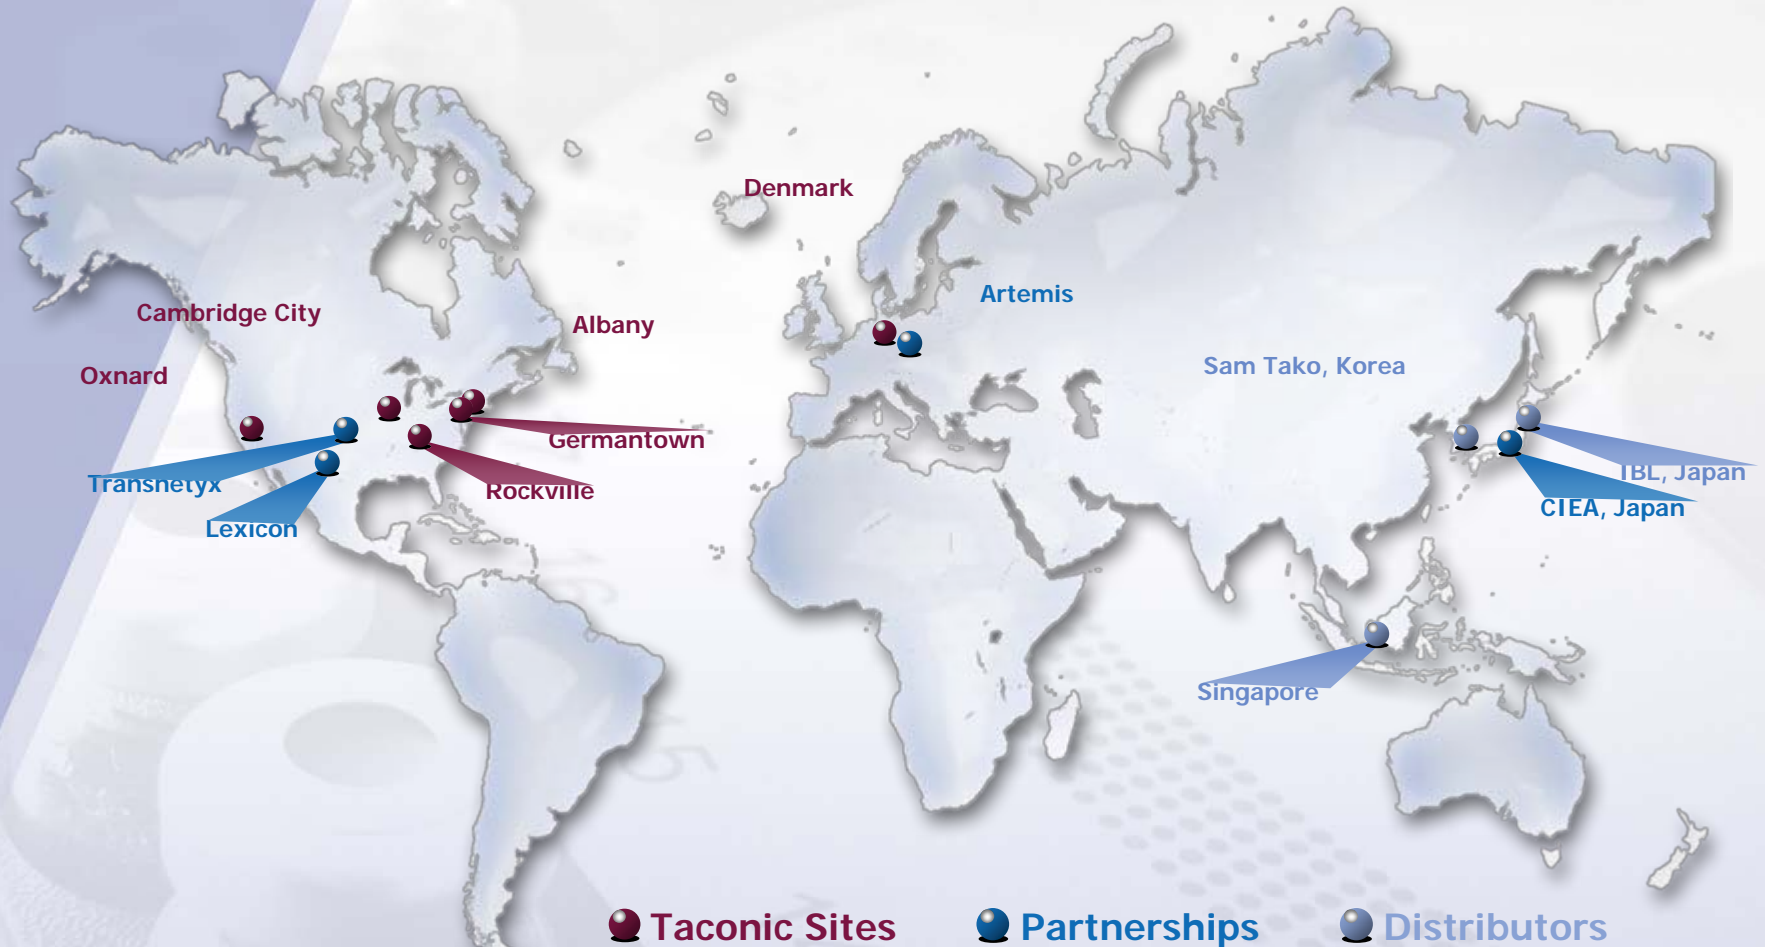 Denmark
Artemis
Cambridge City
Albany
Oxnard
Sam Tako, Korea
Germantown
Transnetyx
Rockville
Lexicon
TBL, Japan
CIEA, Japan
Singapore
Taconic Sites
Partnerships
Distributors